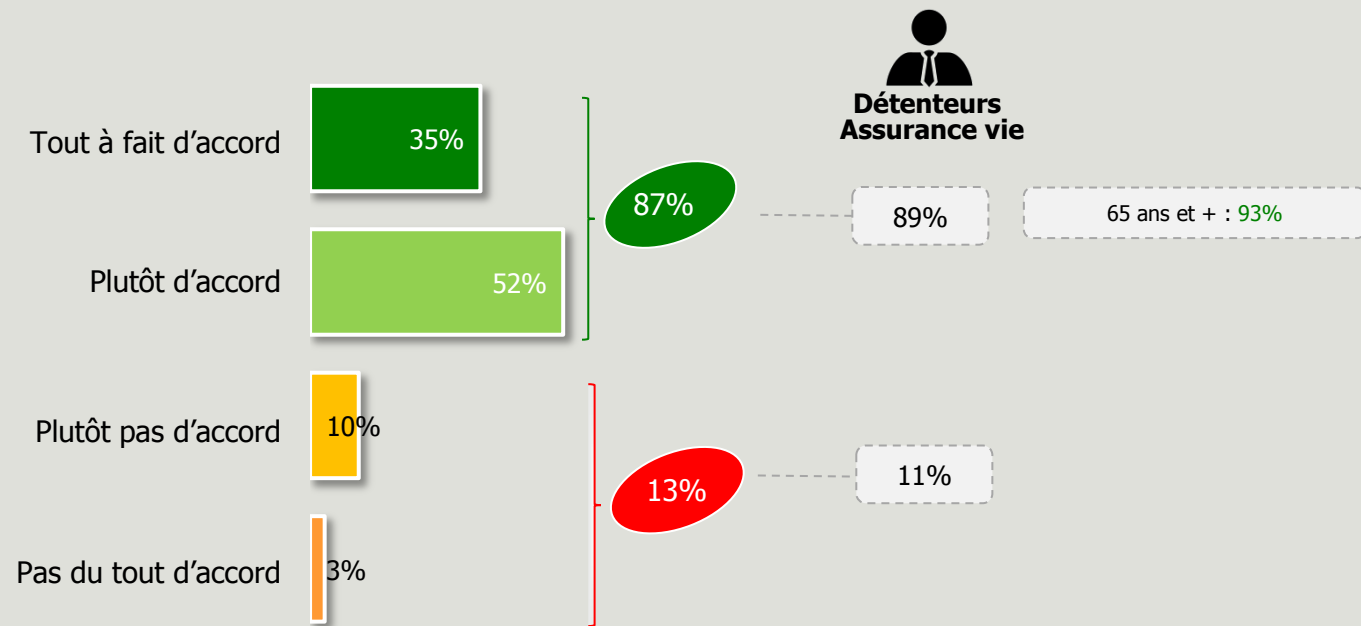 Détenteurs
Assurance vie
Tout à fait d’accord
35%
87%
89%
65 ans et + : 93%
Plutôt d’accord
52%
Plutôt pas d’accord
10%
13%
11%
Pas du tout d’accord
3%